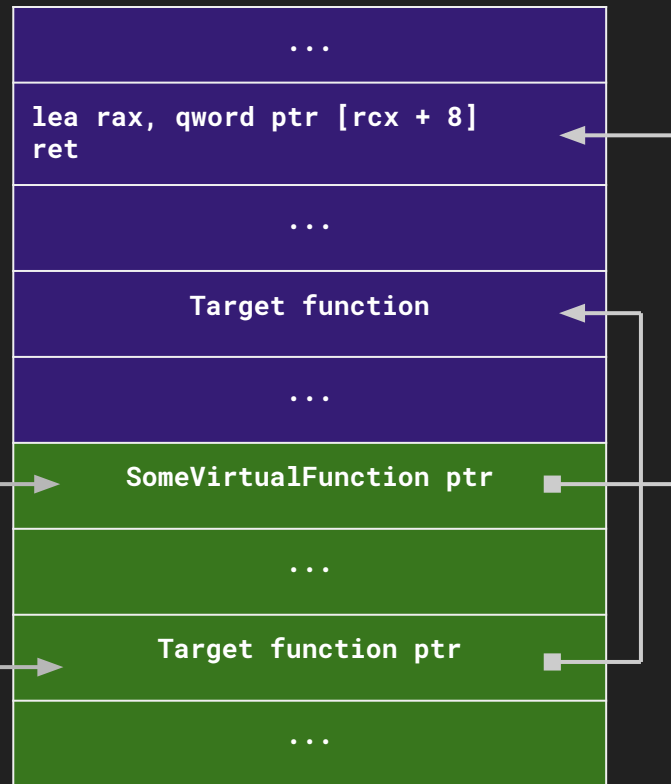 ...
lea rax, qword ptr [rcx + 8]
ret
...
Target function
...
SomeVirtualFunction ptr
...
Target function ptr
...